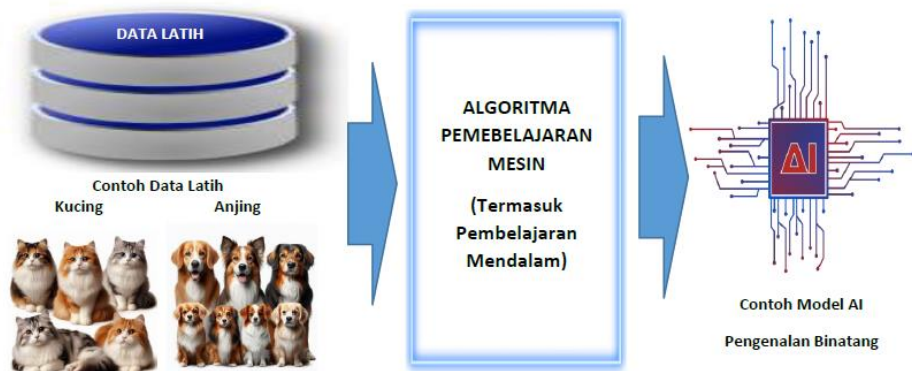 DATA LATIH
Contoh Data Latih
Kucing Anjing
ALGORITMA
PEMEBELAJARAN
MESIN
(Termasuk
Pembelajaran
Mendalam)
AI
Contoh Model AI
Pengenalan Binatang